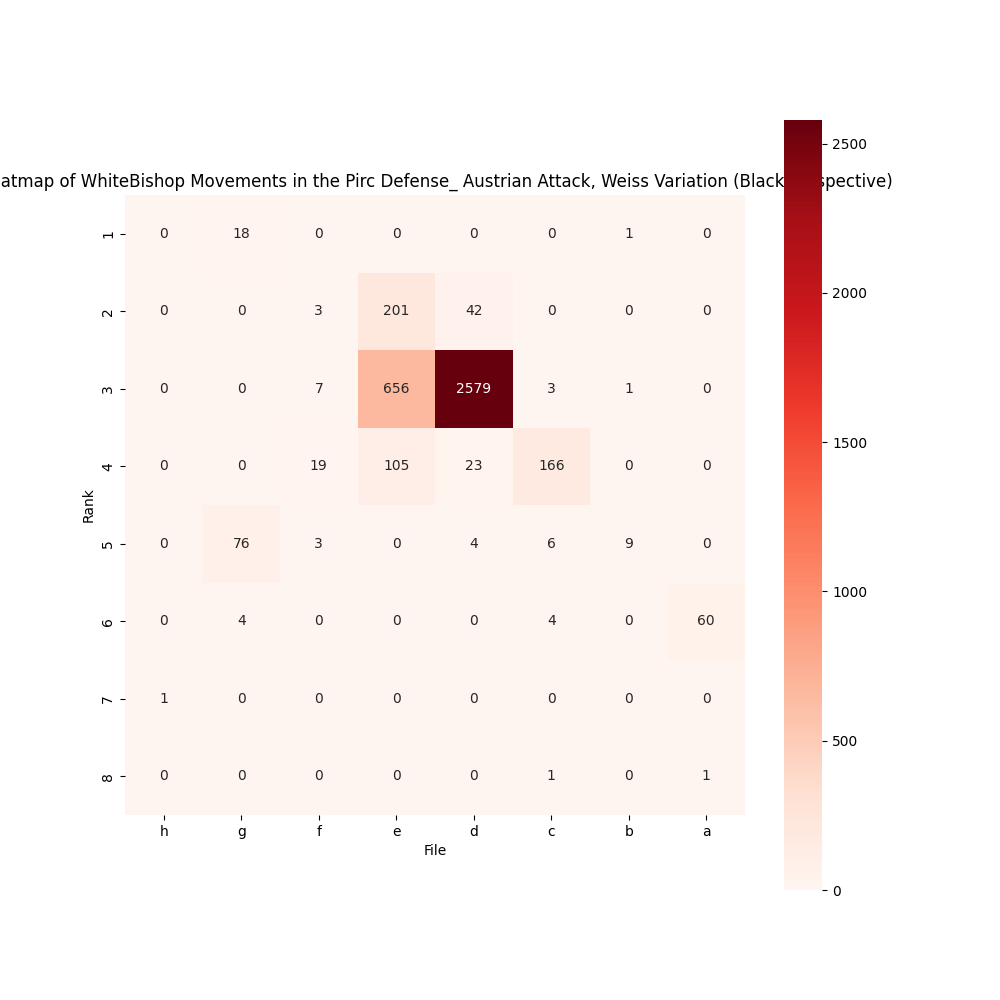 atmap of WhiteBishop Movements in the Pirc Defense_ Austrian Attack, Weiss Variation (Black spective)
2500
1 0 18 0 0 0 0 1 0
2000
2 0 0 3 201 42 0 0 0
3 0 0 7 656 2579 3 1 0
1500
4 0 0 19 105 23 166 0 0
Rank
5 0 76 3 0 4 6 9 0
1000
6 0 4 0 0 0 4 0 60
7 1 0 0 0 0 0 0 0
500
8 0 0 0 0 0 1 0 1
h g f e d c b a
File
0